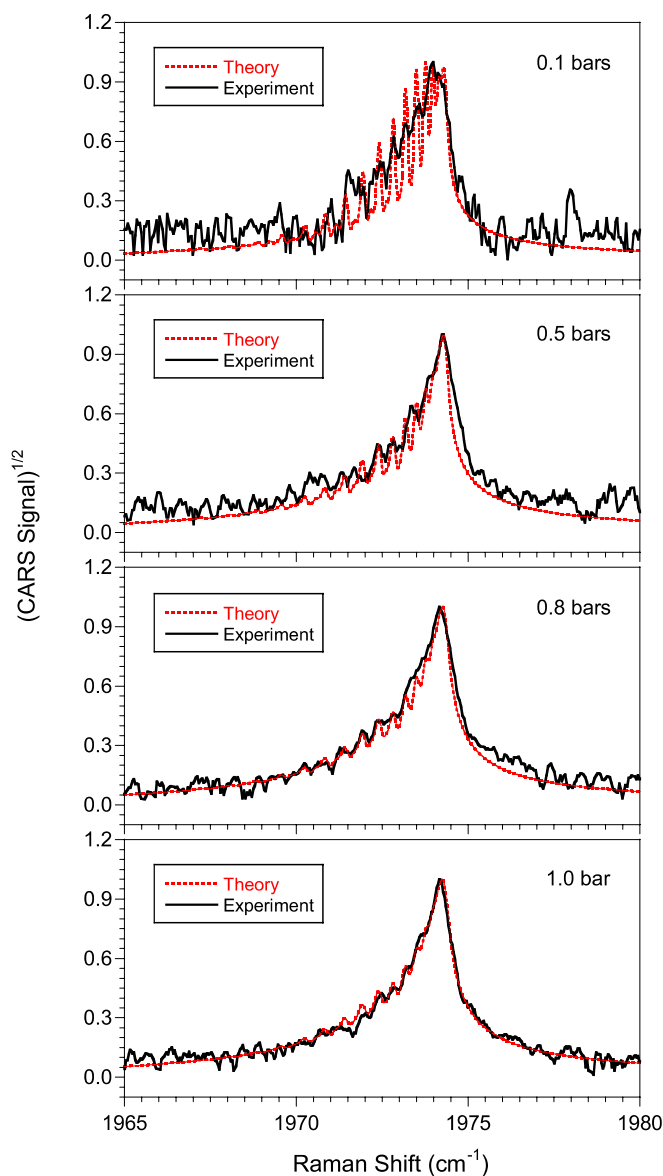 1.2
0.9
0.6
0.3
0.0
Theory
Experiment
0.1 bars
1.2
0.9
0.6
0.3
0.0
Theory
Experiment
0.5 bars
(CARS Signal)^1/2
1.2
0.9
0.6
0.3
0.0
Theory
Experiment
0.8 bars
1.2
0.9
0.6
0.3
0.0
Theory
Experiment
1.0 bar
1965 1970 1975 1980
Raman Shift (cm⁻¹)